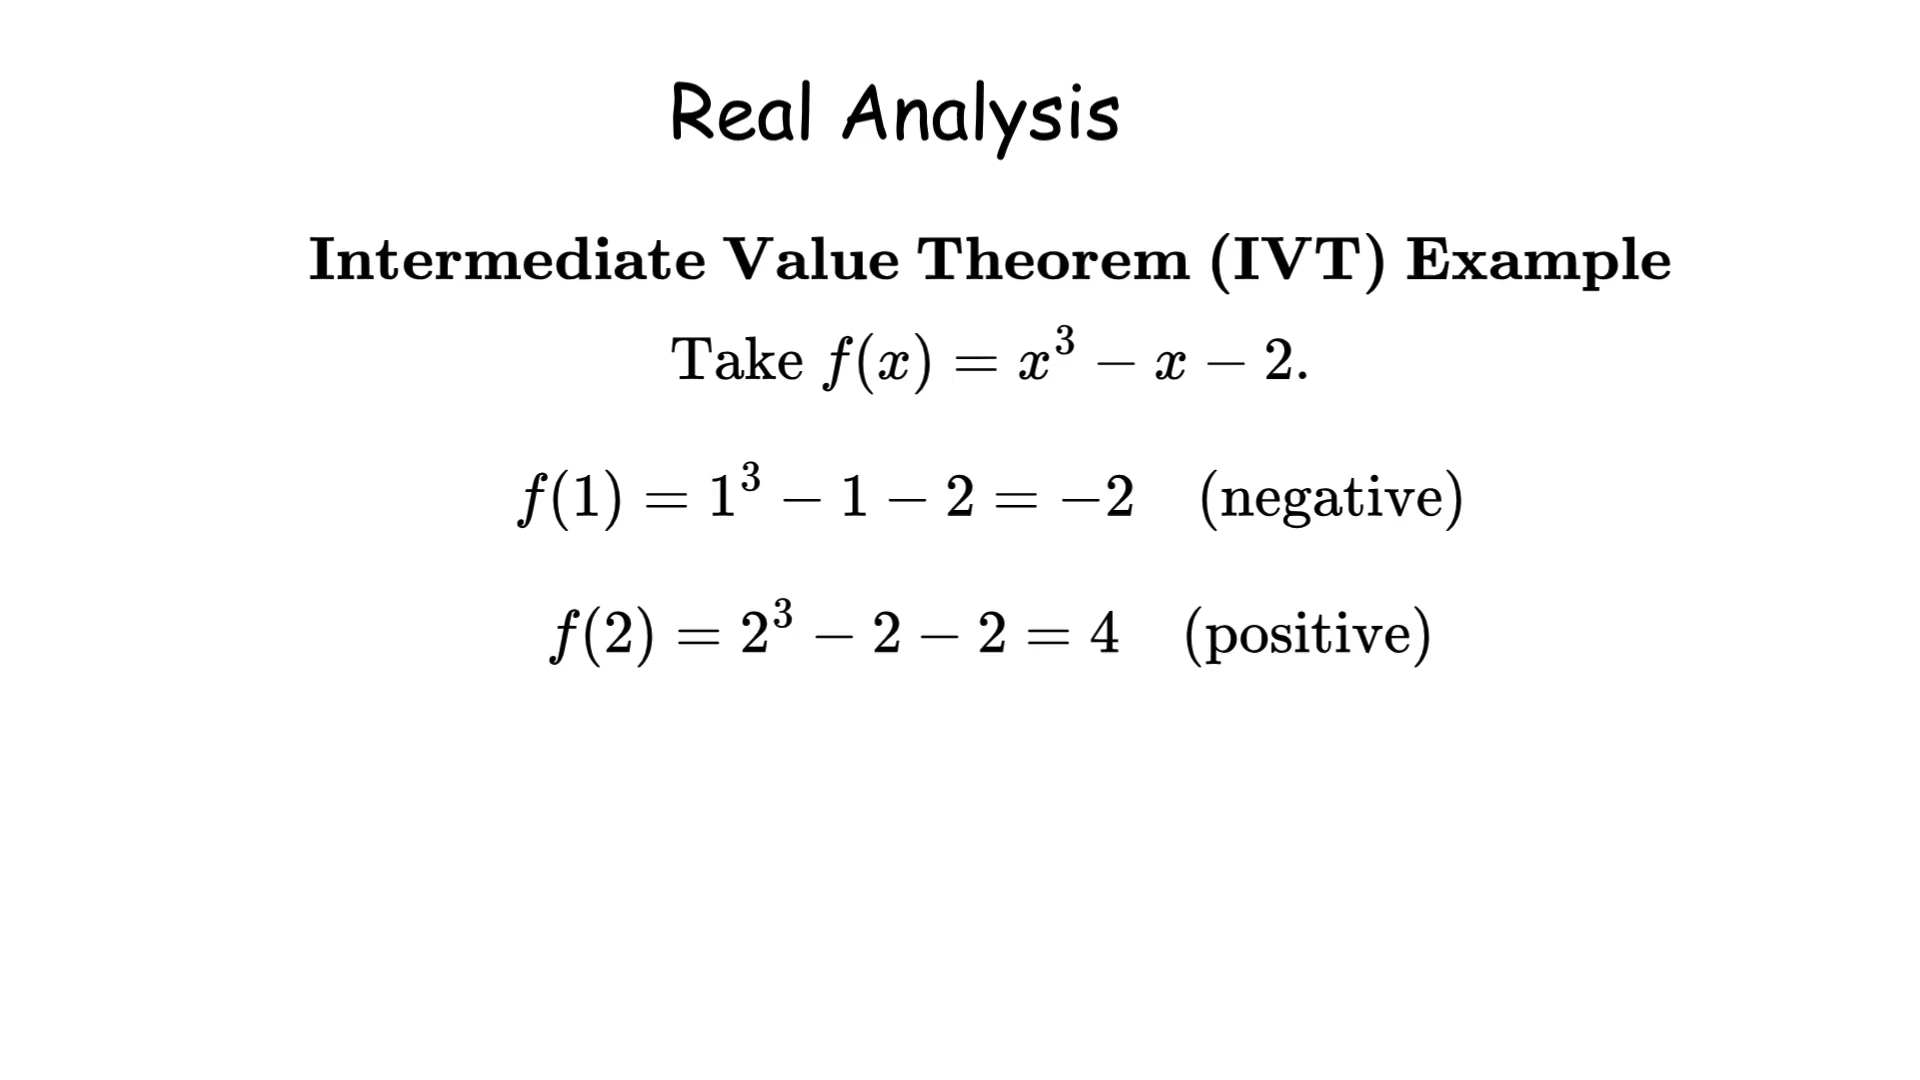 Real Analysis
Intermediate Value Theorem (IVT) Example
Take f(x) = x³ − x − 2.
f(1) = 1³ − 1 − 2 = −2 (negative)
f(2) = 2³ − 2 − 2 = 4 (positive)